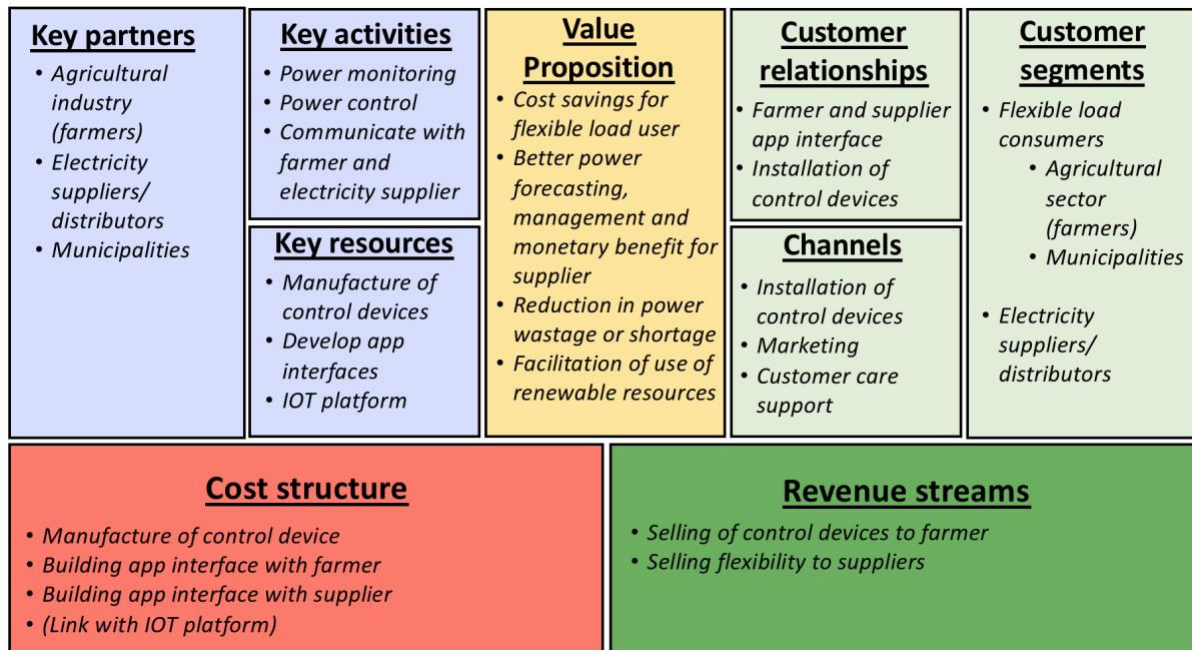 Key partners
• Agricultural
industry
(farmers)
• Electricity
suppliers/
distributors
• Municipalities
Key activities
• Power monitoring
• Power control
• Communicate with
farmer and
electricity supplier
Key resources
• Manufacture of
control devices
• Develop app
interfaces
• IOT platform
Value
Proposition
• Cost savings for
flexible load user
• Better power
forecasting,
management and
monetary benefit for
supplier
• Reduction in power
wastage or shortage
• Facilitation of use of
renewable resources
Customer
relationships
• Farmer and supplier
app interface
• Installation of
control devices
Channels
• Installation of
control devices
• Marketing
• Customer care
support
Customer
segments
• Flexible load
consumers
• Agricultural
sector
(farmers)
• Municipalities
• Electricity
suppliers/
distributors
Cost structure
• Manufacture of control device
• Building app interface with farmer
• Building app interface with supplier
• (Link with IOT platform)
Revenue streams
• Selling of control devices to farmer
• Selling flexibility to suppliers